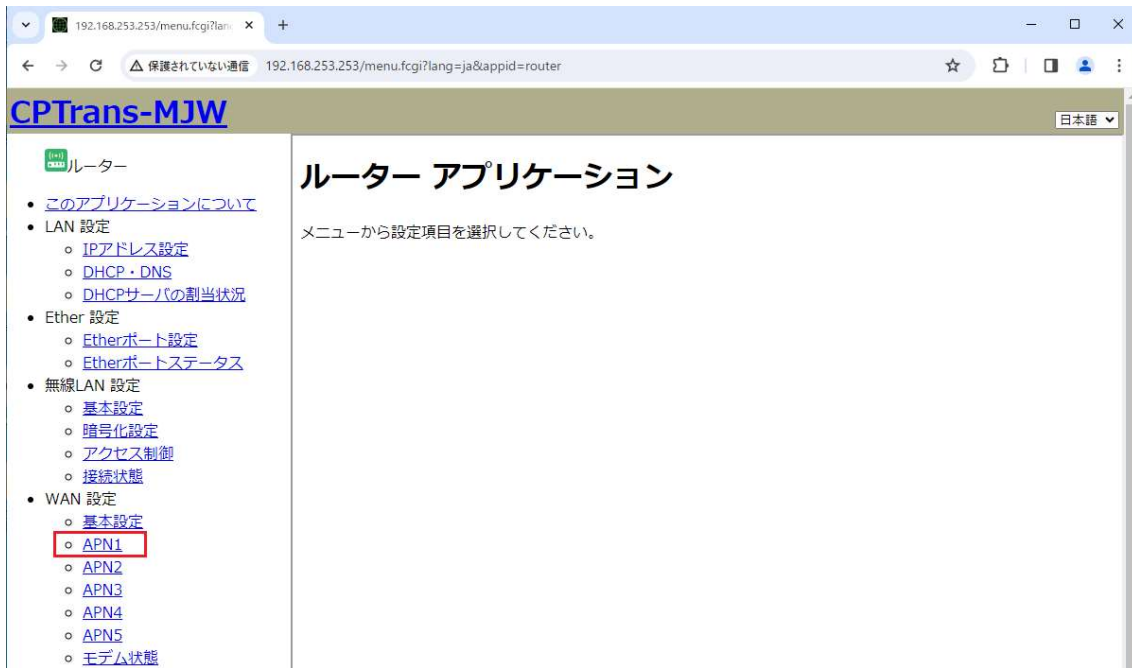 192.168.253.253/menu.fcgi?lan
保護されていない通信 192.168.253.253/menu.fcgi?lang=ja&appid=router
CPTrans-MJW
日本語
ルーター
このアプリケーションについて
LAN 設定
IPアドレス設定
DHCP・DNS
DHCPサーバの割当状況
Ether 設定
Etherポート設定
Etherポートステータス
無線LAN 設定
基本設定
暗号化設定
アクセス制御
接続状態
WAN 設定
基本設定
APN1
APN2
APN3
APN4
APN5
モデム状態
ルーター アプリケーション
メニューから設定項目を選択してください。